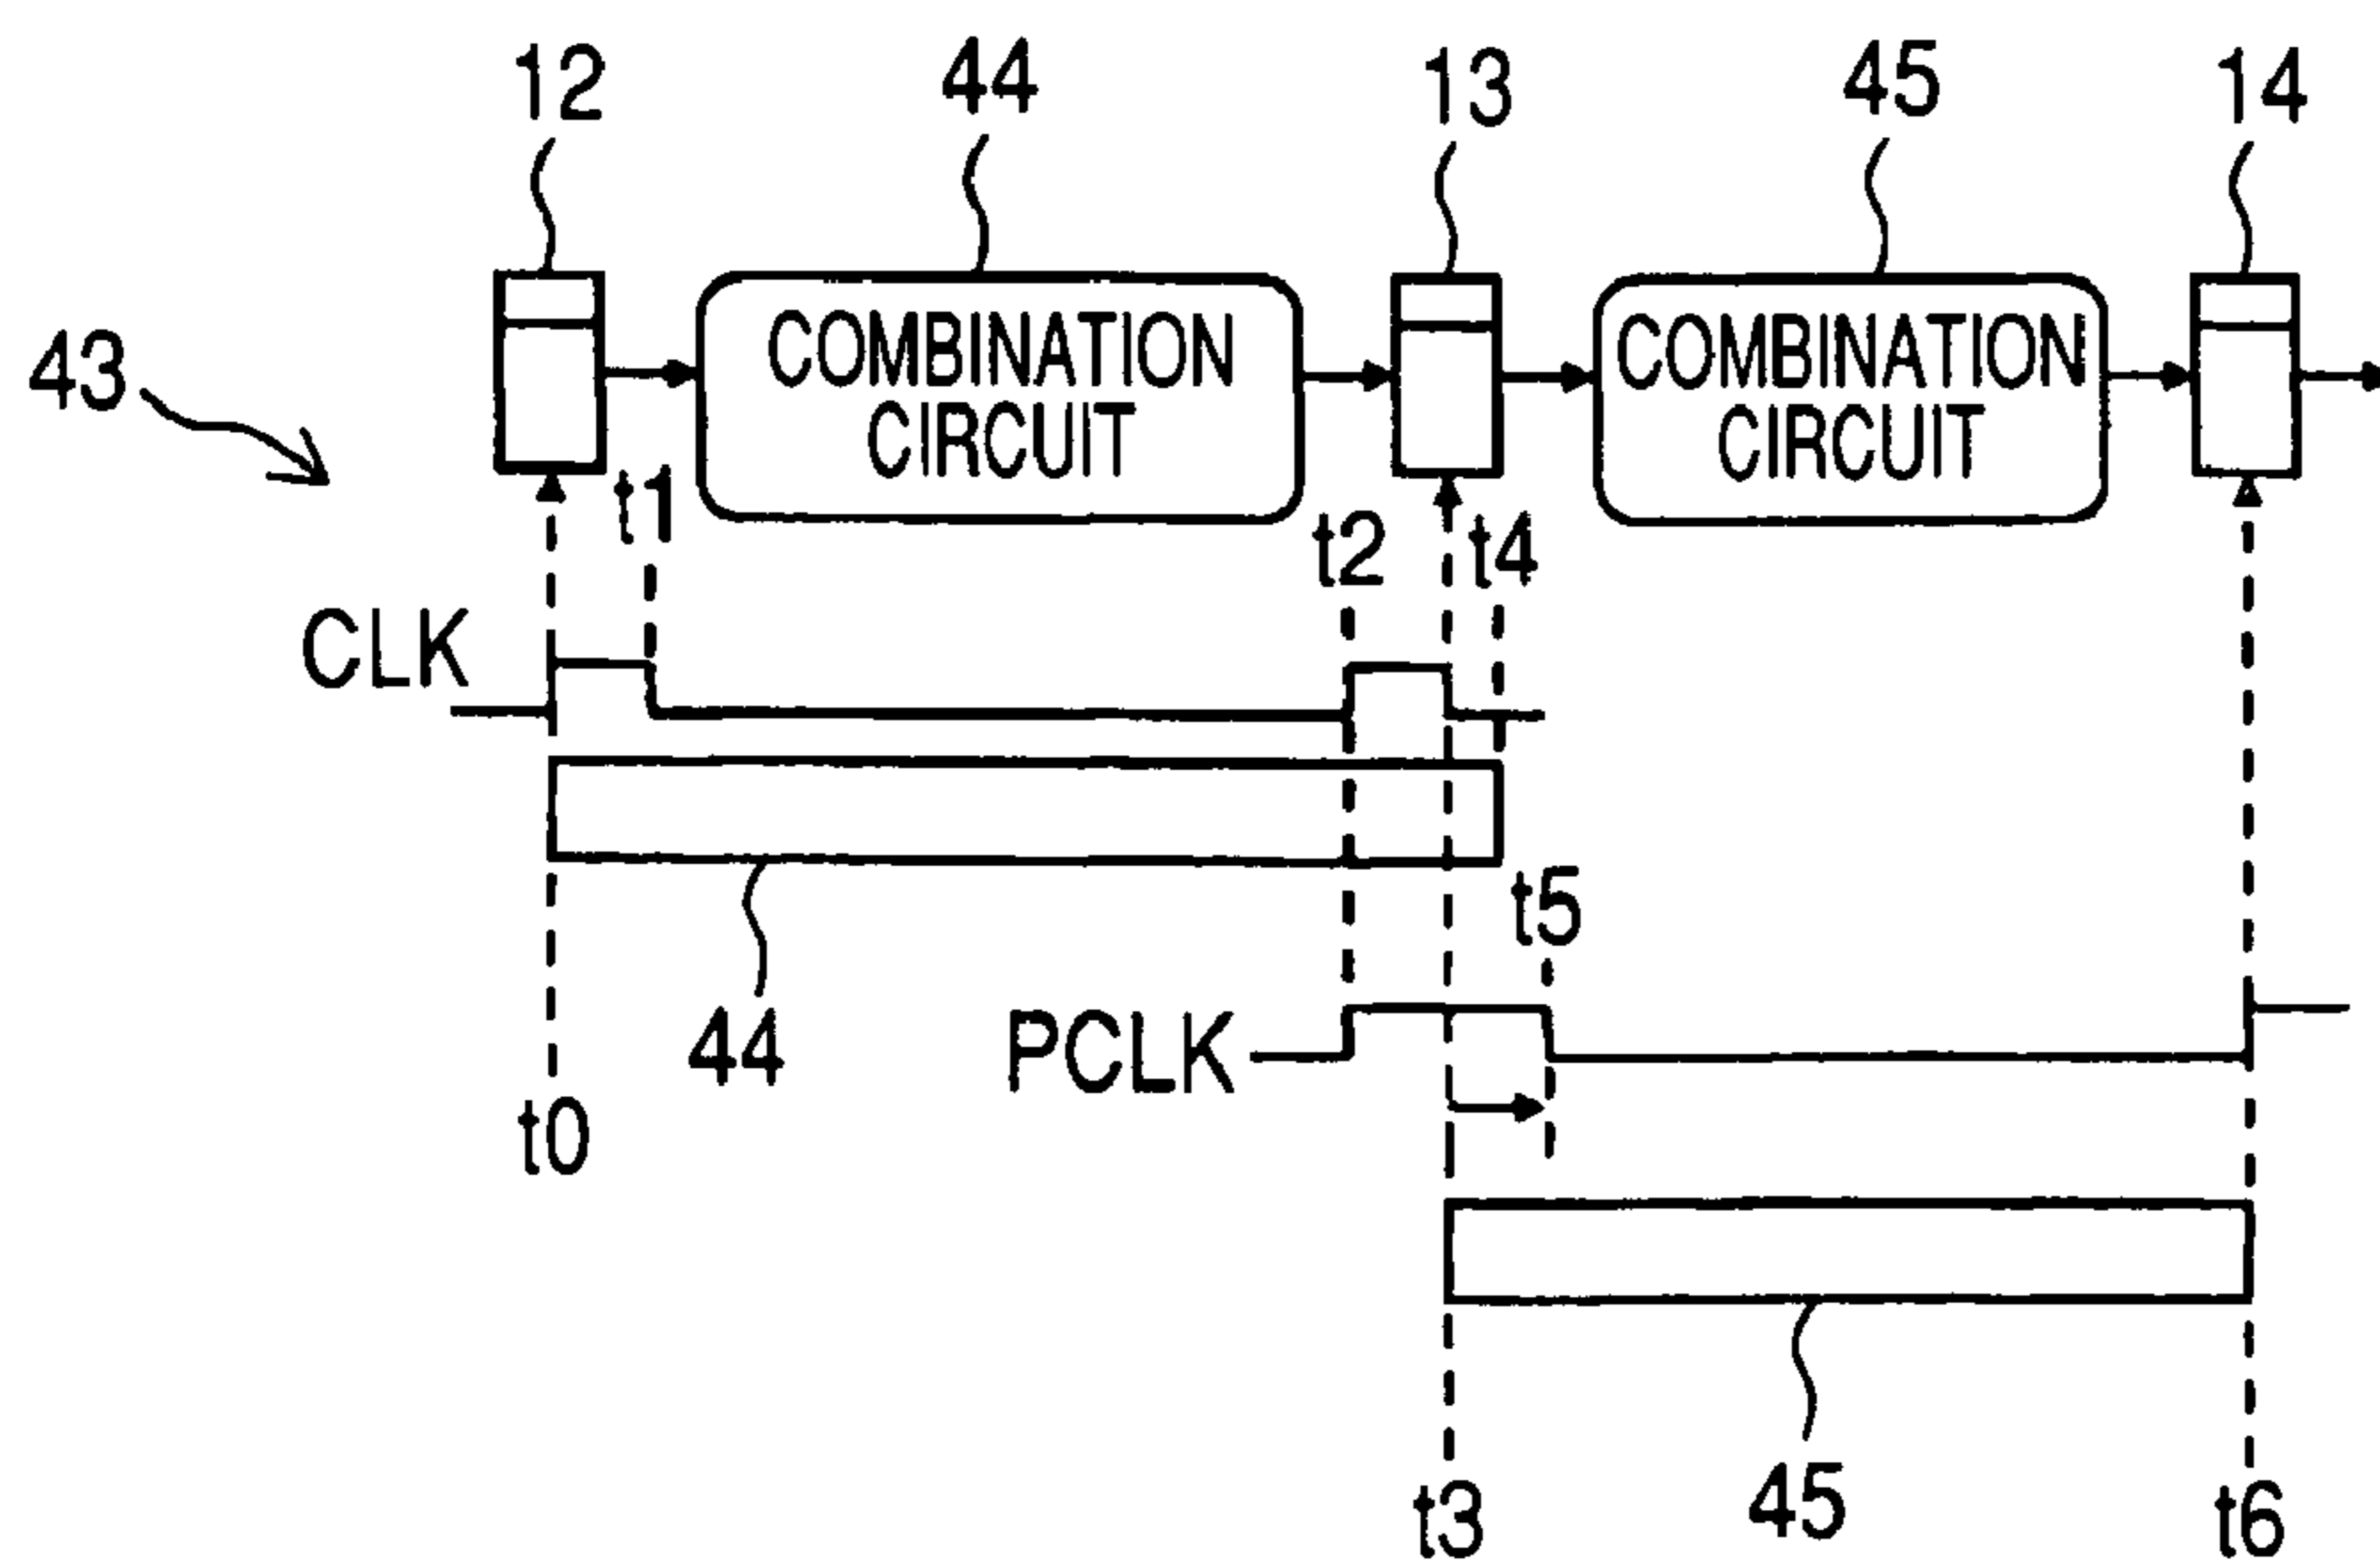 12
44
13
45
14
43
COMBINATION
CIRCUIT
COMBINATION
CIRCUIT
t1
t2
t4
CLK
t5
44
PCLK
t0
45
t3
t6